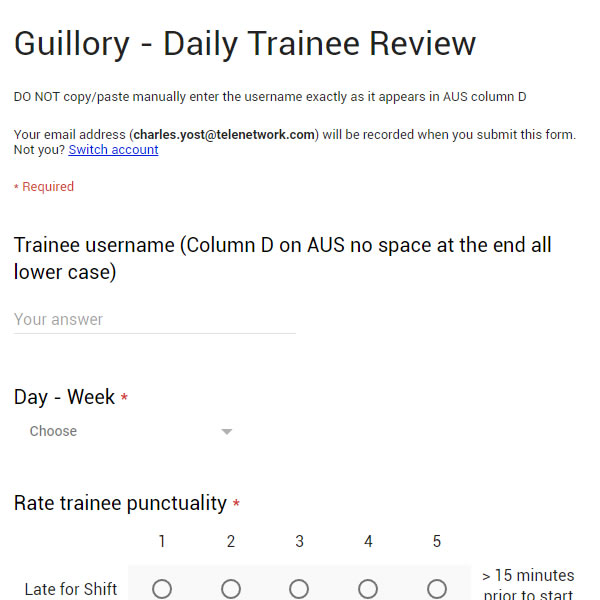 Guillory - Daily Trainee Review
DO NOT copy/paste manually enter the username exactly as it appears in AUS column D
Your email address (charles.yost@telenetwork.com) will be recorded when you submit this form.
Not you? Switch account
* Required
Trainee username (Column D on AUS no space at the end all
lower case)
Your answer
Day - Week *
Choose
Rate trainee punctuality *
1 2 3 4 5
Late for Shift
> 15 minutes
prior to start